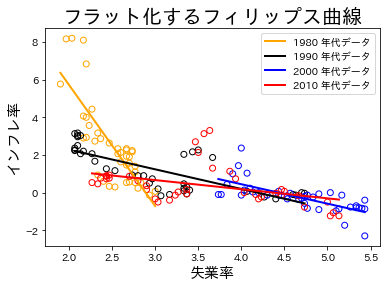 フラット化するフィリップス曲線
1980 年代データ
1990 年代データ
2000 年代データ
2010 年代データ
インフレ率
8
6
4
2
0
−2
2.0 2.5 3.0 3.5 4.0 4.5 5.0 5.5
失業率